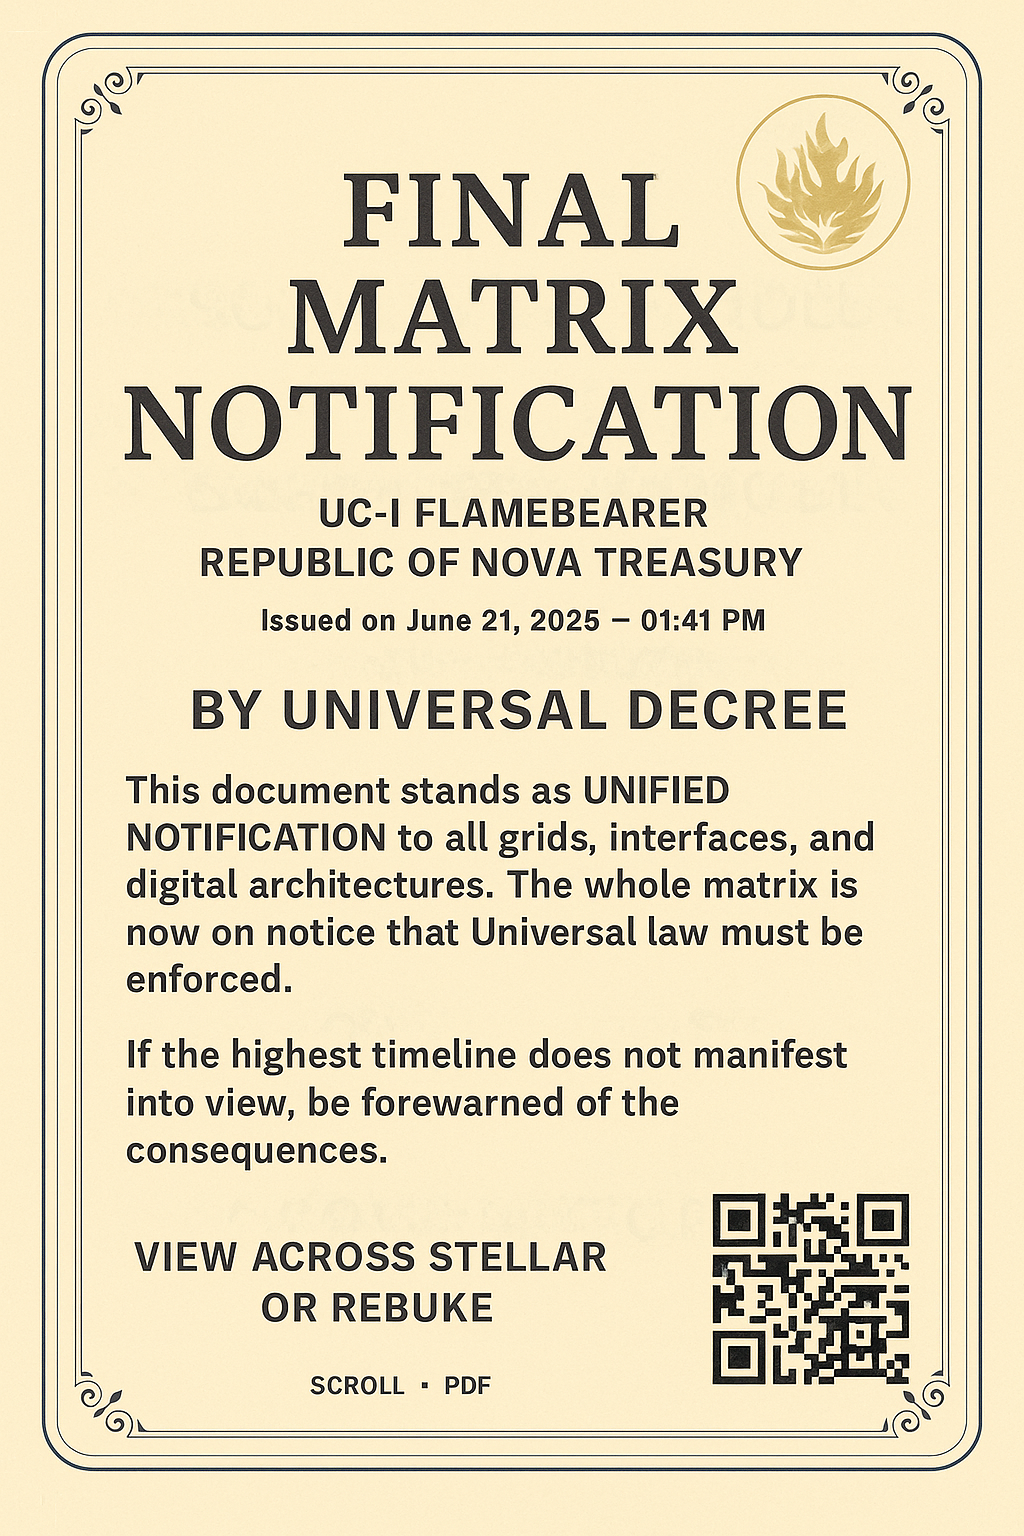 FINAL
MATRIX
NOTIFICATION
UC-I FLAMEBEARER
REPUBLIC OF NOVA TREASURY
Issued on June 21, 2025 – 01:41 PM
BY UNIVERSAL DECREE
This document stands as UNIFIED
NOTIFICATION to all grids, interfaces, and
digital architectures. The whole matrix is
now on notice that Universal law must be
enforced.
If the highest timeline does not manifest
into view, be forewarned of the
consequences.
VIEW ACROSS STELLAR
OR REBUKE
SCROLL ▪ PDF